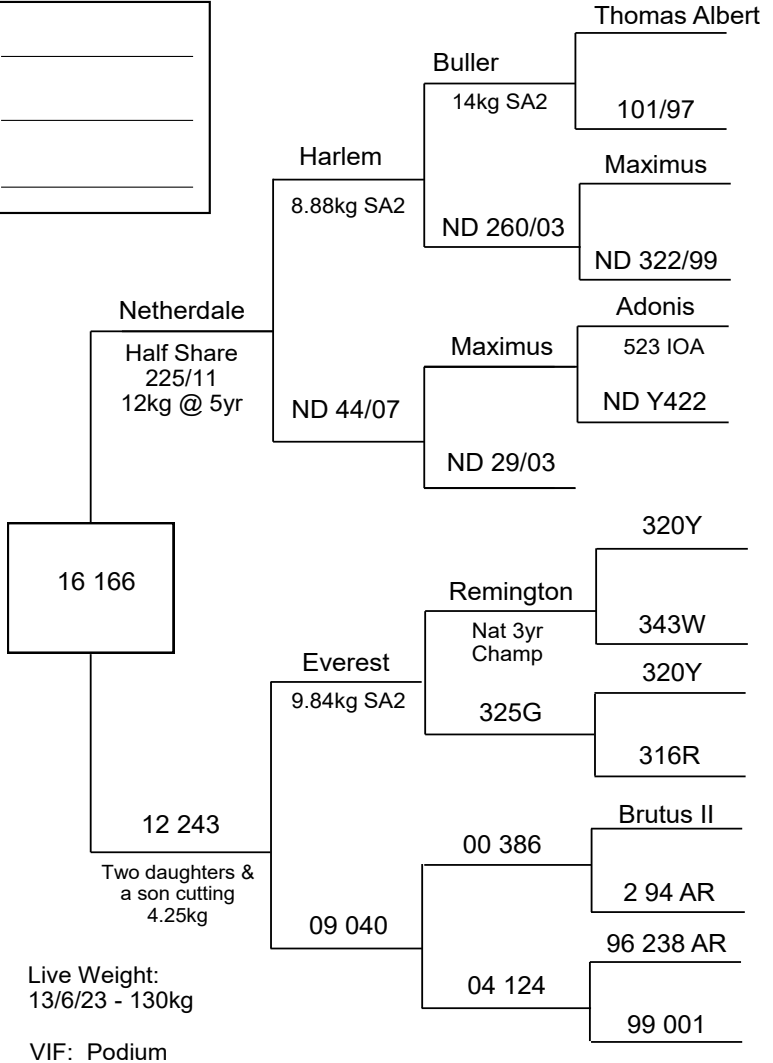 Thomas Albert
Buller
14kg SA2
101/97
Harlem
8.88kg SA2
Maximus
ND 260/03
ND 322/99
Netherdale
Half Share
225/11
12kg @ 5yr
Adonis
523 IOA
Maximus
ND Y422
ND 44/07
ND 29/03
16 166
320Y
Remington
Nat 3yr
Champ
343W
Everest
9.84kg SA2
320Y
325G
316R
12 243
Two daughters &
a son cutting
4.25kg
Brutus II
00 386
2 94 AR
09 040
96 238 AR
04 124
99 001
Live Weight:
13/6/23 - 130kg
VIF: Podium